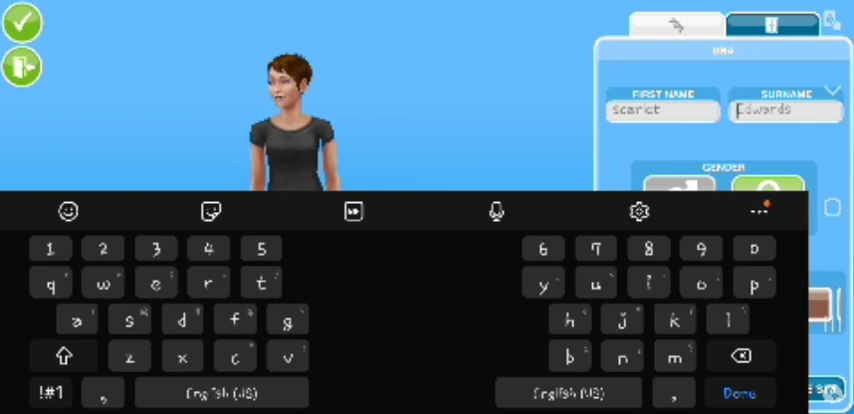 DNA
FIRST NAME SURNAME
Scarlet Edwards
GENDER
1 2 3 4 5 6 7 8 9 0
q w e r t y u i o p
a s d f g h j k l
z x c v b n m
!#1 , English (US) English (US) , Done